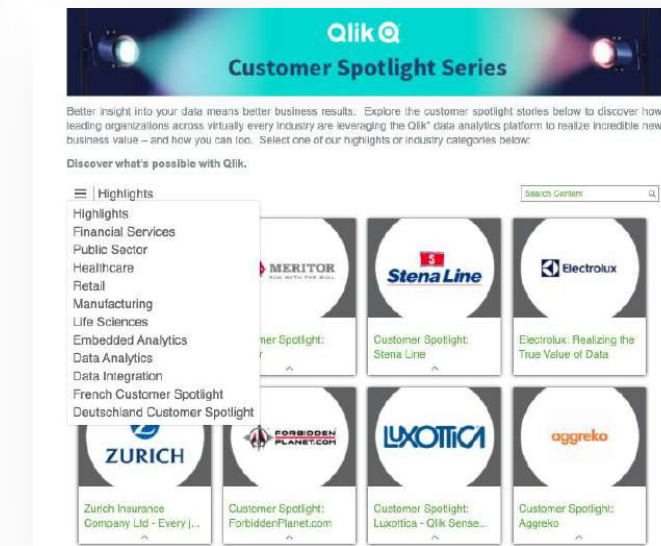 Qlik
Customer Spotlight Series
Better insight into your data means better business results. Explore the customer spotlight stories below to discover how
leading organizations across virtually every industry are leveraging the Qlik® data analytics platform to realize incredible new
business value – and how you can too. Select one of our highlights or industry categories below:
Discover what's possible with Qlik.
Highlights
Search Content
Highlights
Financial Services
Public Sector
Healthcare
Retail
Manufacturing
Life Sciences
Embedded Analytics
Data Analytics
Data Integration
French Customer Spotlight
Deutschland Customer Spotlight
MERITOR
RUN WITH THE BULL
S
Stena Line
Electrolux
Customer Spotlight:
Stena Line
Electrolux: Realizing the
True Value of Data
ZURICH
FORBIDDEN
PLANET.COM
LUXOTTICA
aggreko
Zurich Insurance
Company Ltd - Every j...
Customer Spotlight:
ForbiddenPlanet.com
Customer Spotlight:
Luxottica - Qlik Sense...
Customer Spotlight:
Aggreko